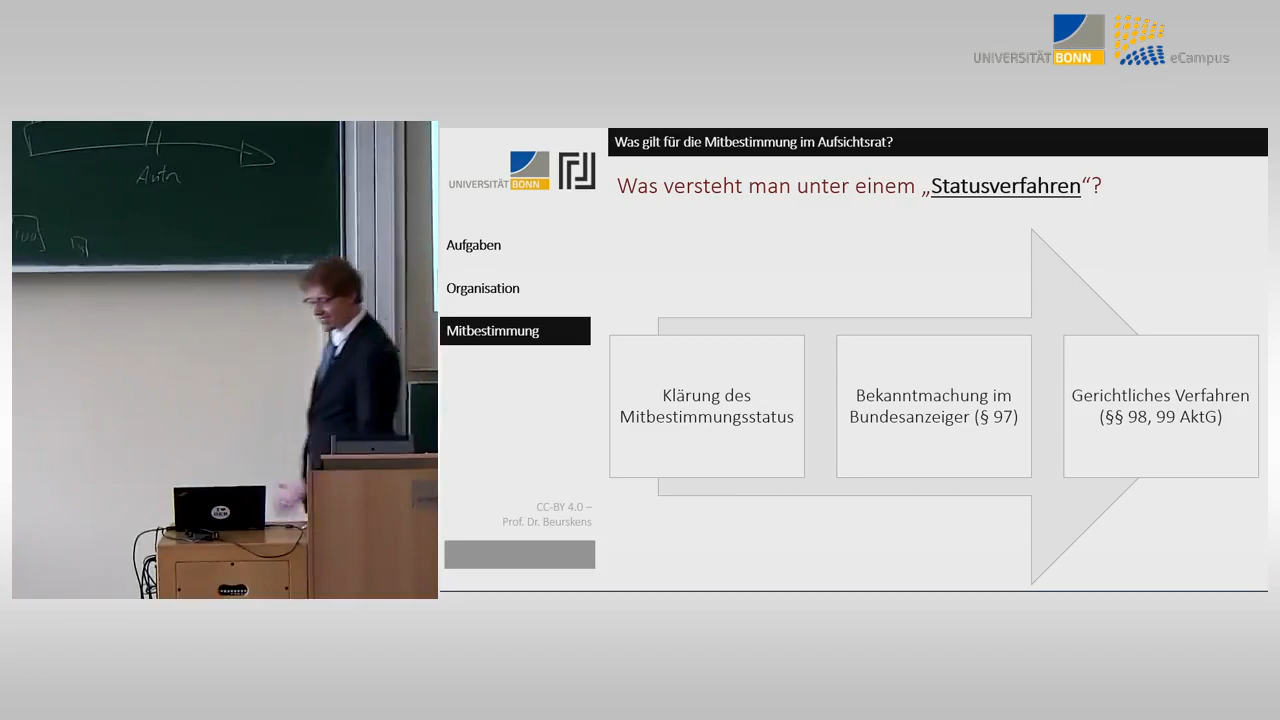 UNIVERSITÄT BONN
eCampus
Was gilt für die Mitbestimmung im Aufsichtsrat?
UNIVERSITÄT BONN
Was versteht man unter einem „Statusverfahren“?
Aufgaben
Organisation
Mitbestimmung
Klärung des
Mitbestimmungsstatus
Bekanntmachung im
Bundesanzeiger (§ 97)
Gerichtliches Verfahren
(§§ 98, 99 AktG)
CC-BY 4.0 –
Prof. Dr. Beurskens